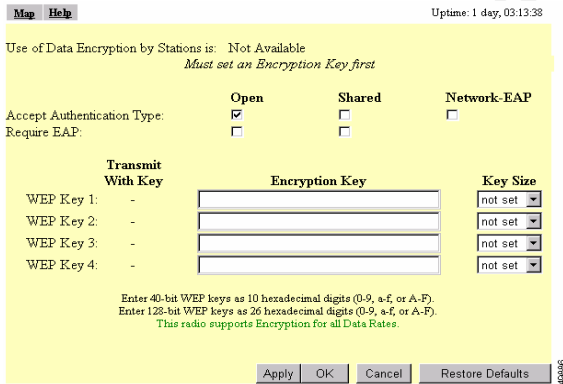 Map Help Uptime: 1 day, 03:13:38
Use of Data Encryption by Stations is: Not Available
Must set an Encryption Key first
Open Shared Network-EAP
Accept Authentication Type:
Require EAP:
Transmit
With Key Encryption Key Key Size
WEP Key 1: - not set
WEP Key 2: - not set
WEP Key 3: - not set
WEP Key 4: - not set
Enter 40-bit WEP keys as 10 hexadecimal digits (0-9, a-f, or A-F).
Enter 128-bit WEP keys as 26 hexadecimal digits (0-9, a-f, or A-F).
This radio supports Encryption for all Data Rates.
Apply OK Cancel Restore Defaults